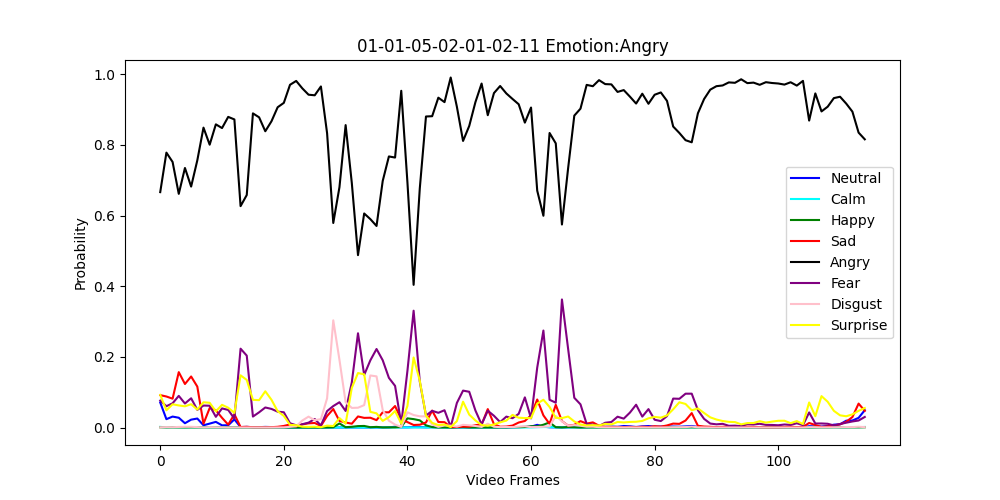 01-01-05-02-01-02-11 Emotion:Angry
Probability
1.0
0.8
0.6
0.4
0.2
0.0
0 20 40 60 80 100
Video Frames
Neutral
Calm
Happy
Sad
Angry
Fear
Disgust
Surprise